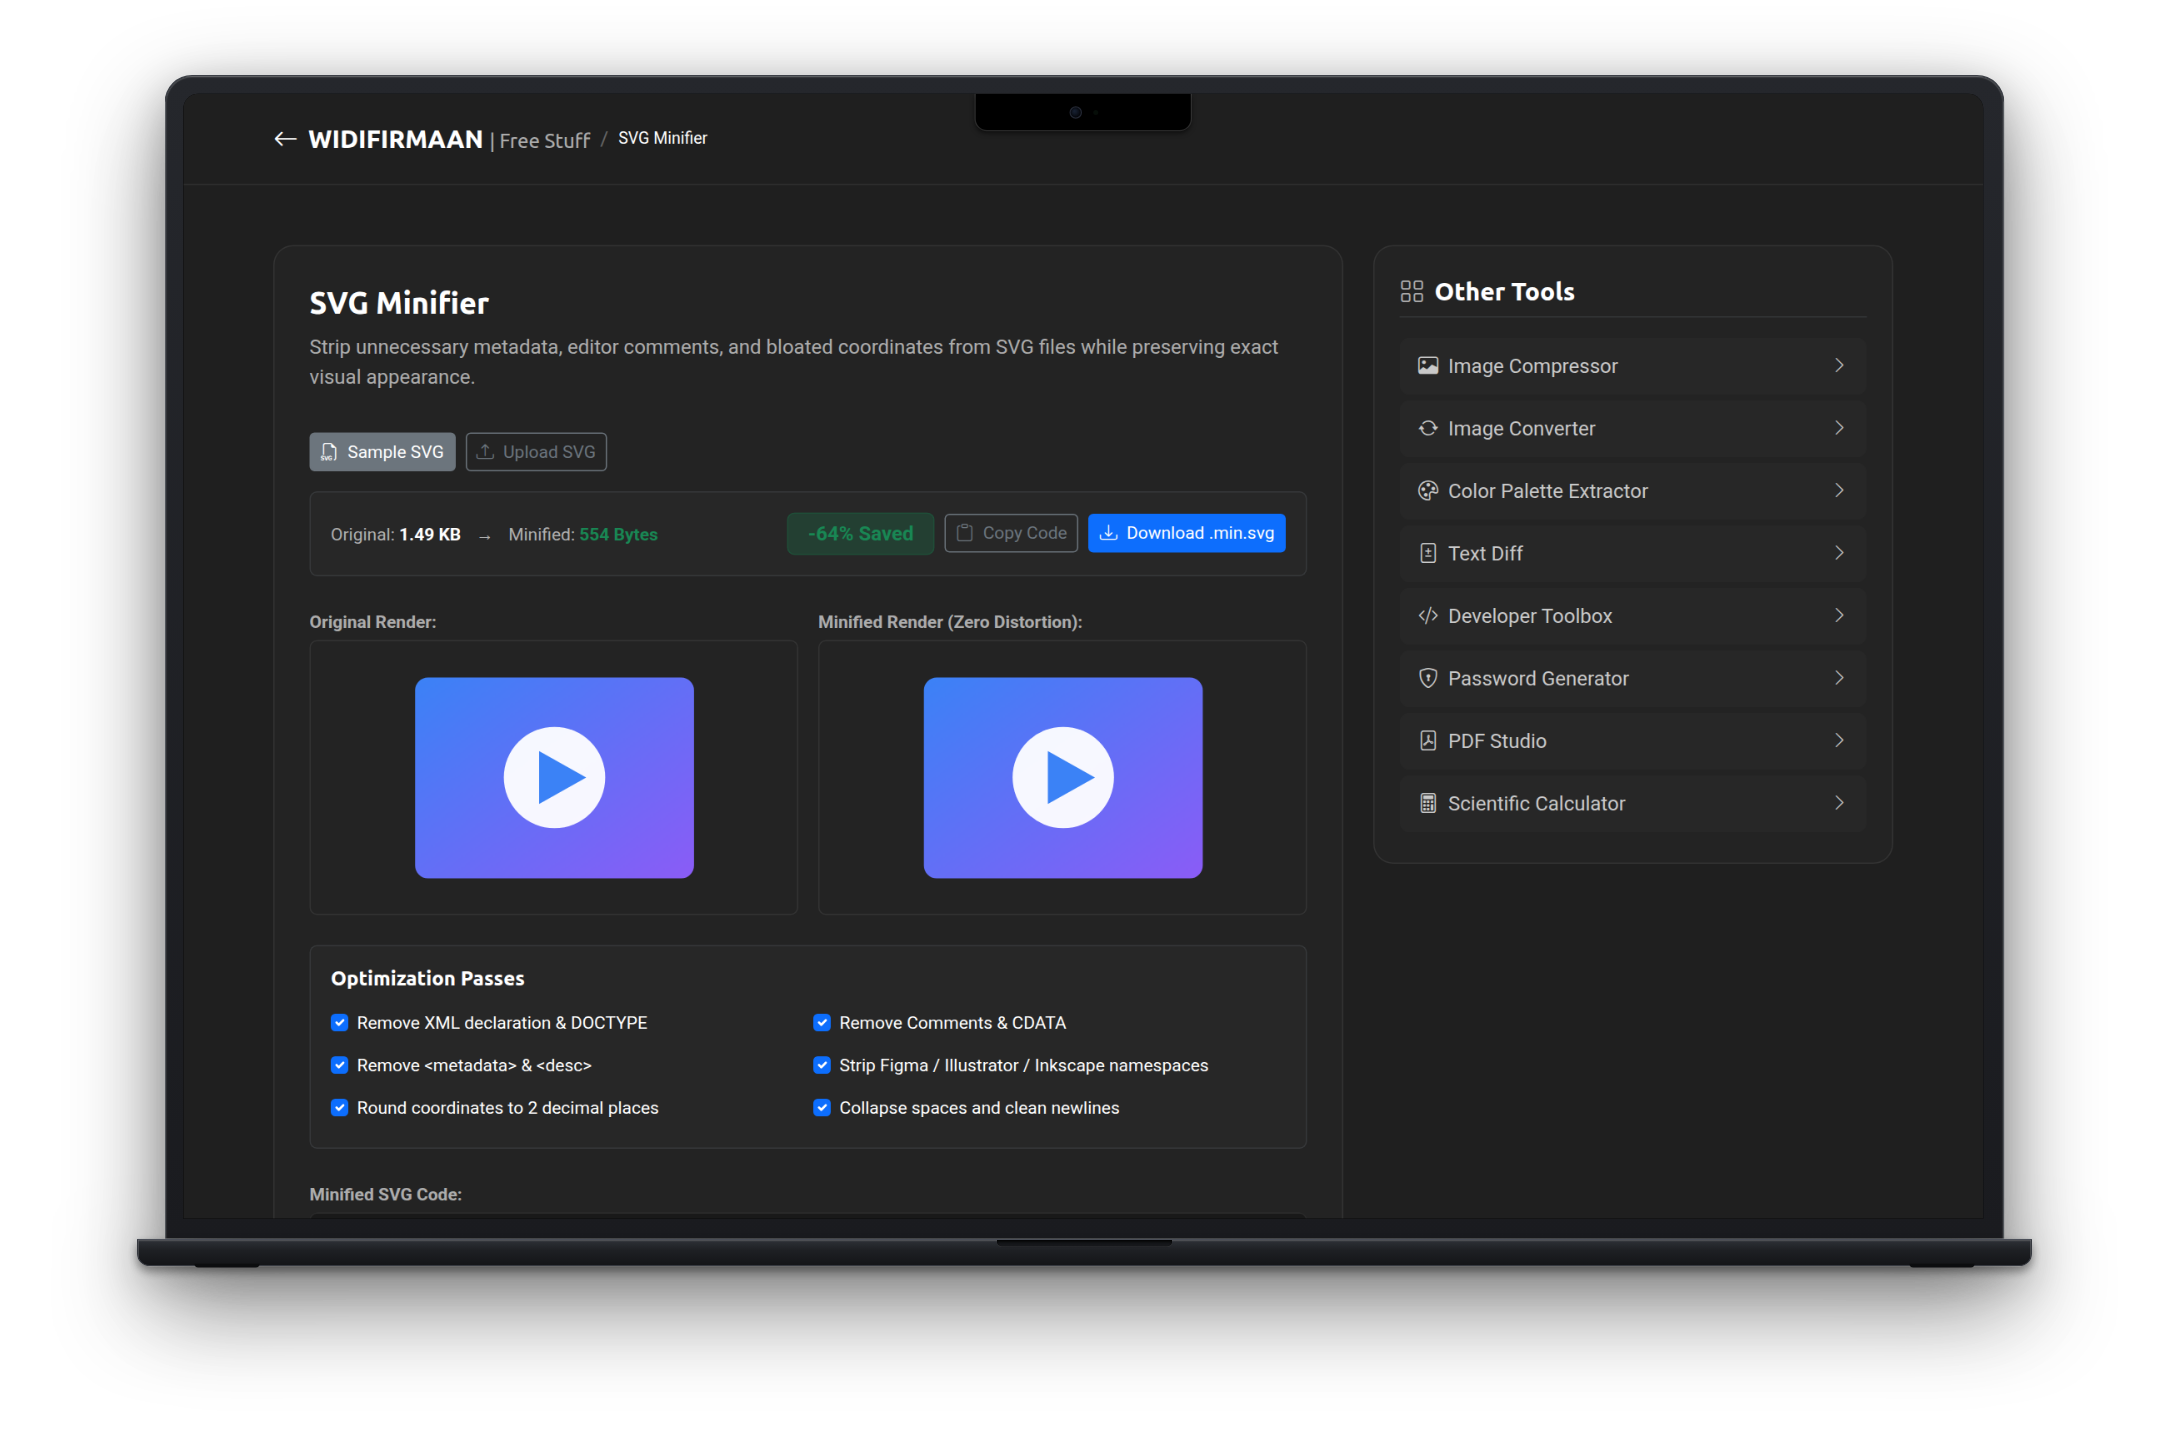 WIDIFIRMAAN | Free Stuff / SVG Minifier
SVG Minifier
Strip unnecessary metadata, editor comments, and bloated coordinates from SVG files while preserving exact
visual appearance.
Sample SVG
Upload SVG
Original: 1.49 KB → Minified: 554 Bytes
-64% Saved
Copy Code
Download .min.svg
Original Render:
Minified Render (Zero Distortion):
Optimization Passes
Remove XML declaration & DOCTYPE
Remove Comments & CDATA
Remove <metadata> & <desc>
Strip Figma / Illustrator / Inkscape namespaces
Round coordinates to 2 decimal places
Collapse spaces and clean newlines
Minified SVG Code:
Other Tools
Image Compressor
Image Converter
Color Palette Extractor
Text Diff
Developer Toolbox
Password Generator
PDF Studio
Scientific Calculator